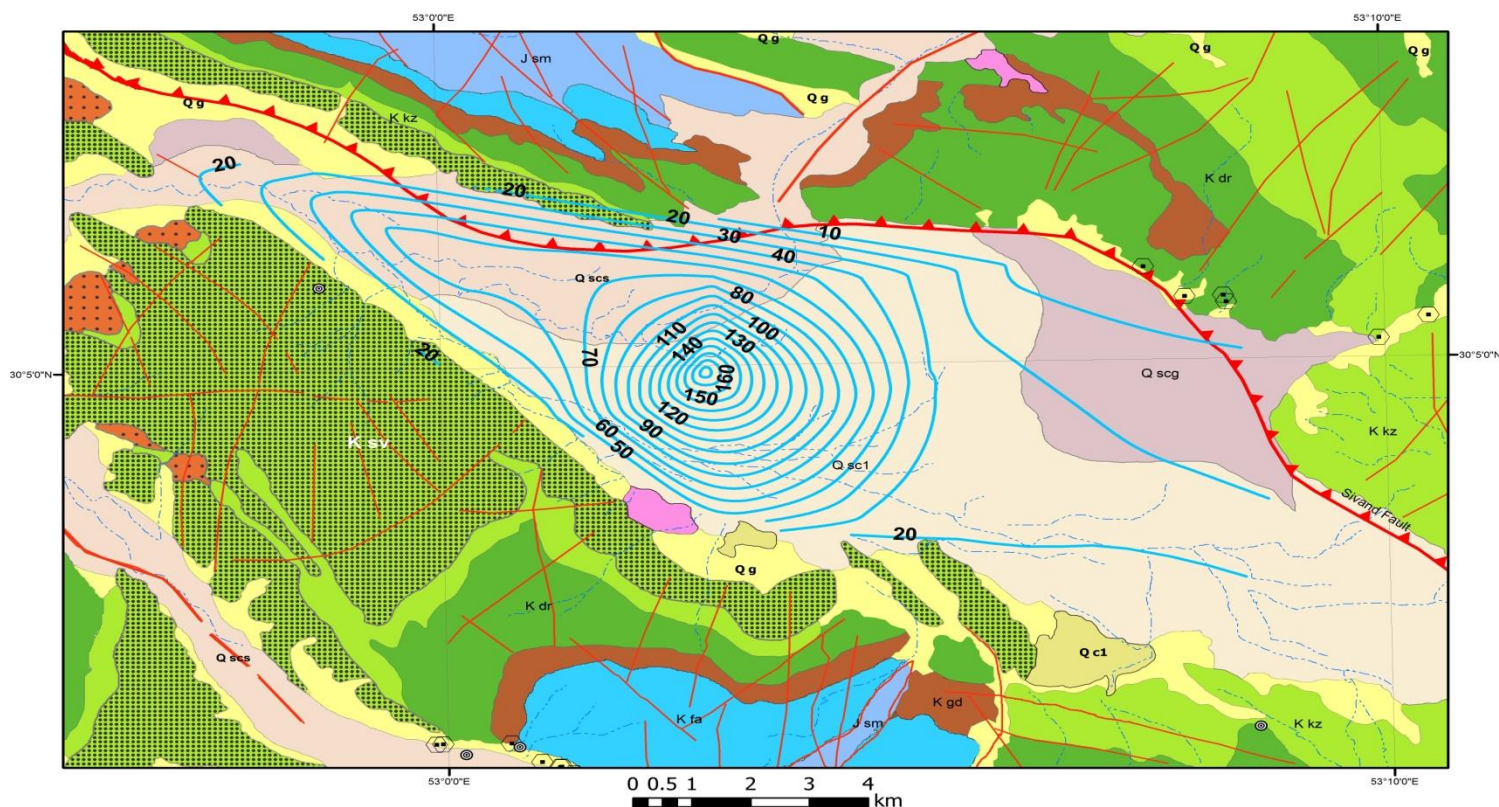 53°0'0"E
53°10'0"E
Q g
J sm
Q g
Q g
Q g
Q g
K kz
20
20
K dr
20
30
10
40
Q scs
80
110
100
130
140
70
160
20
30°5'0"N
30°5'0"N
Q scg
150
120
90
60
50
K kz
K sv
Q sc1
Sivand Fault
20
Q g
K dr
Q scs
Q c1
K gd
K fa
J sm
K kz
53°0'0"E
53°10'0"E
0 0.5 1 2 3 4
km